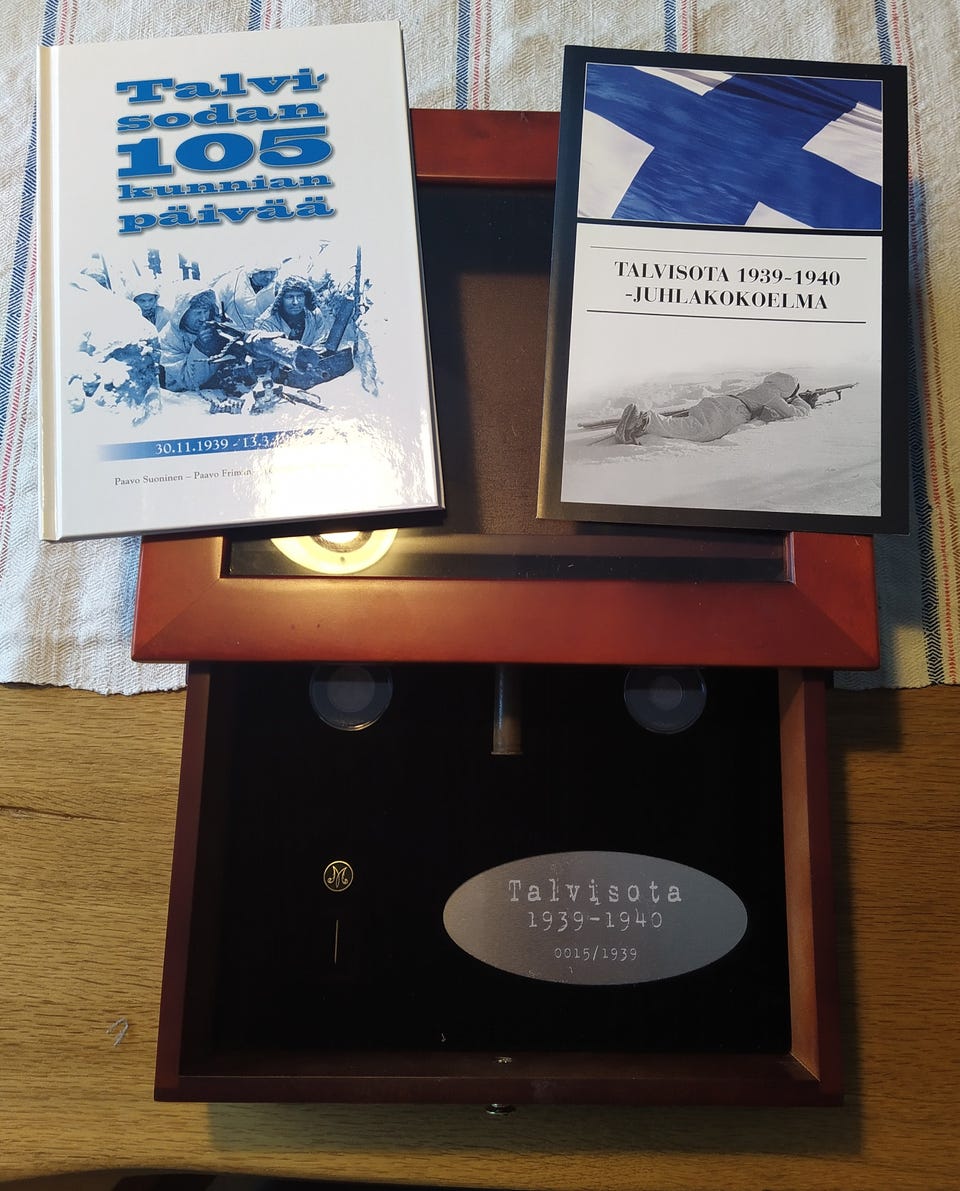 Talvi-
sodan
105
kunnian
päivää
30.11.1939 - 13.3.
Paavo Suoninen – Paavo Friman
TALVISOTA 1939-1940
-JUHLAKOKOELMA
M
Talvisota
1939-1940
0015/1939